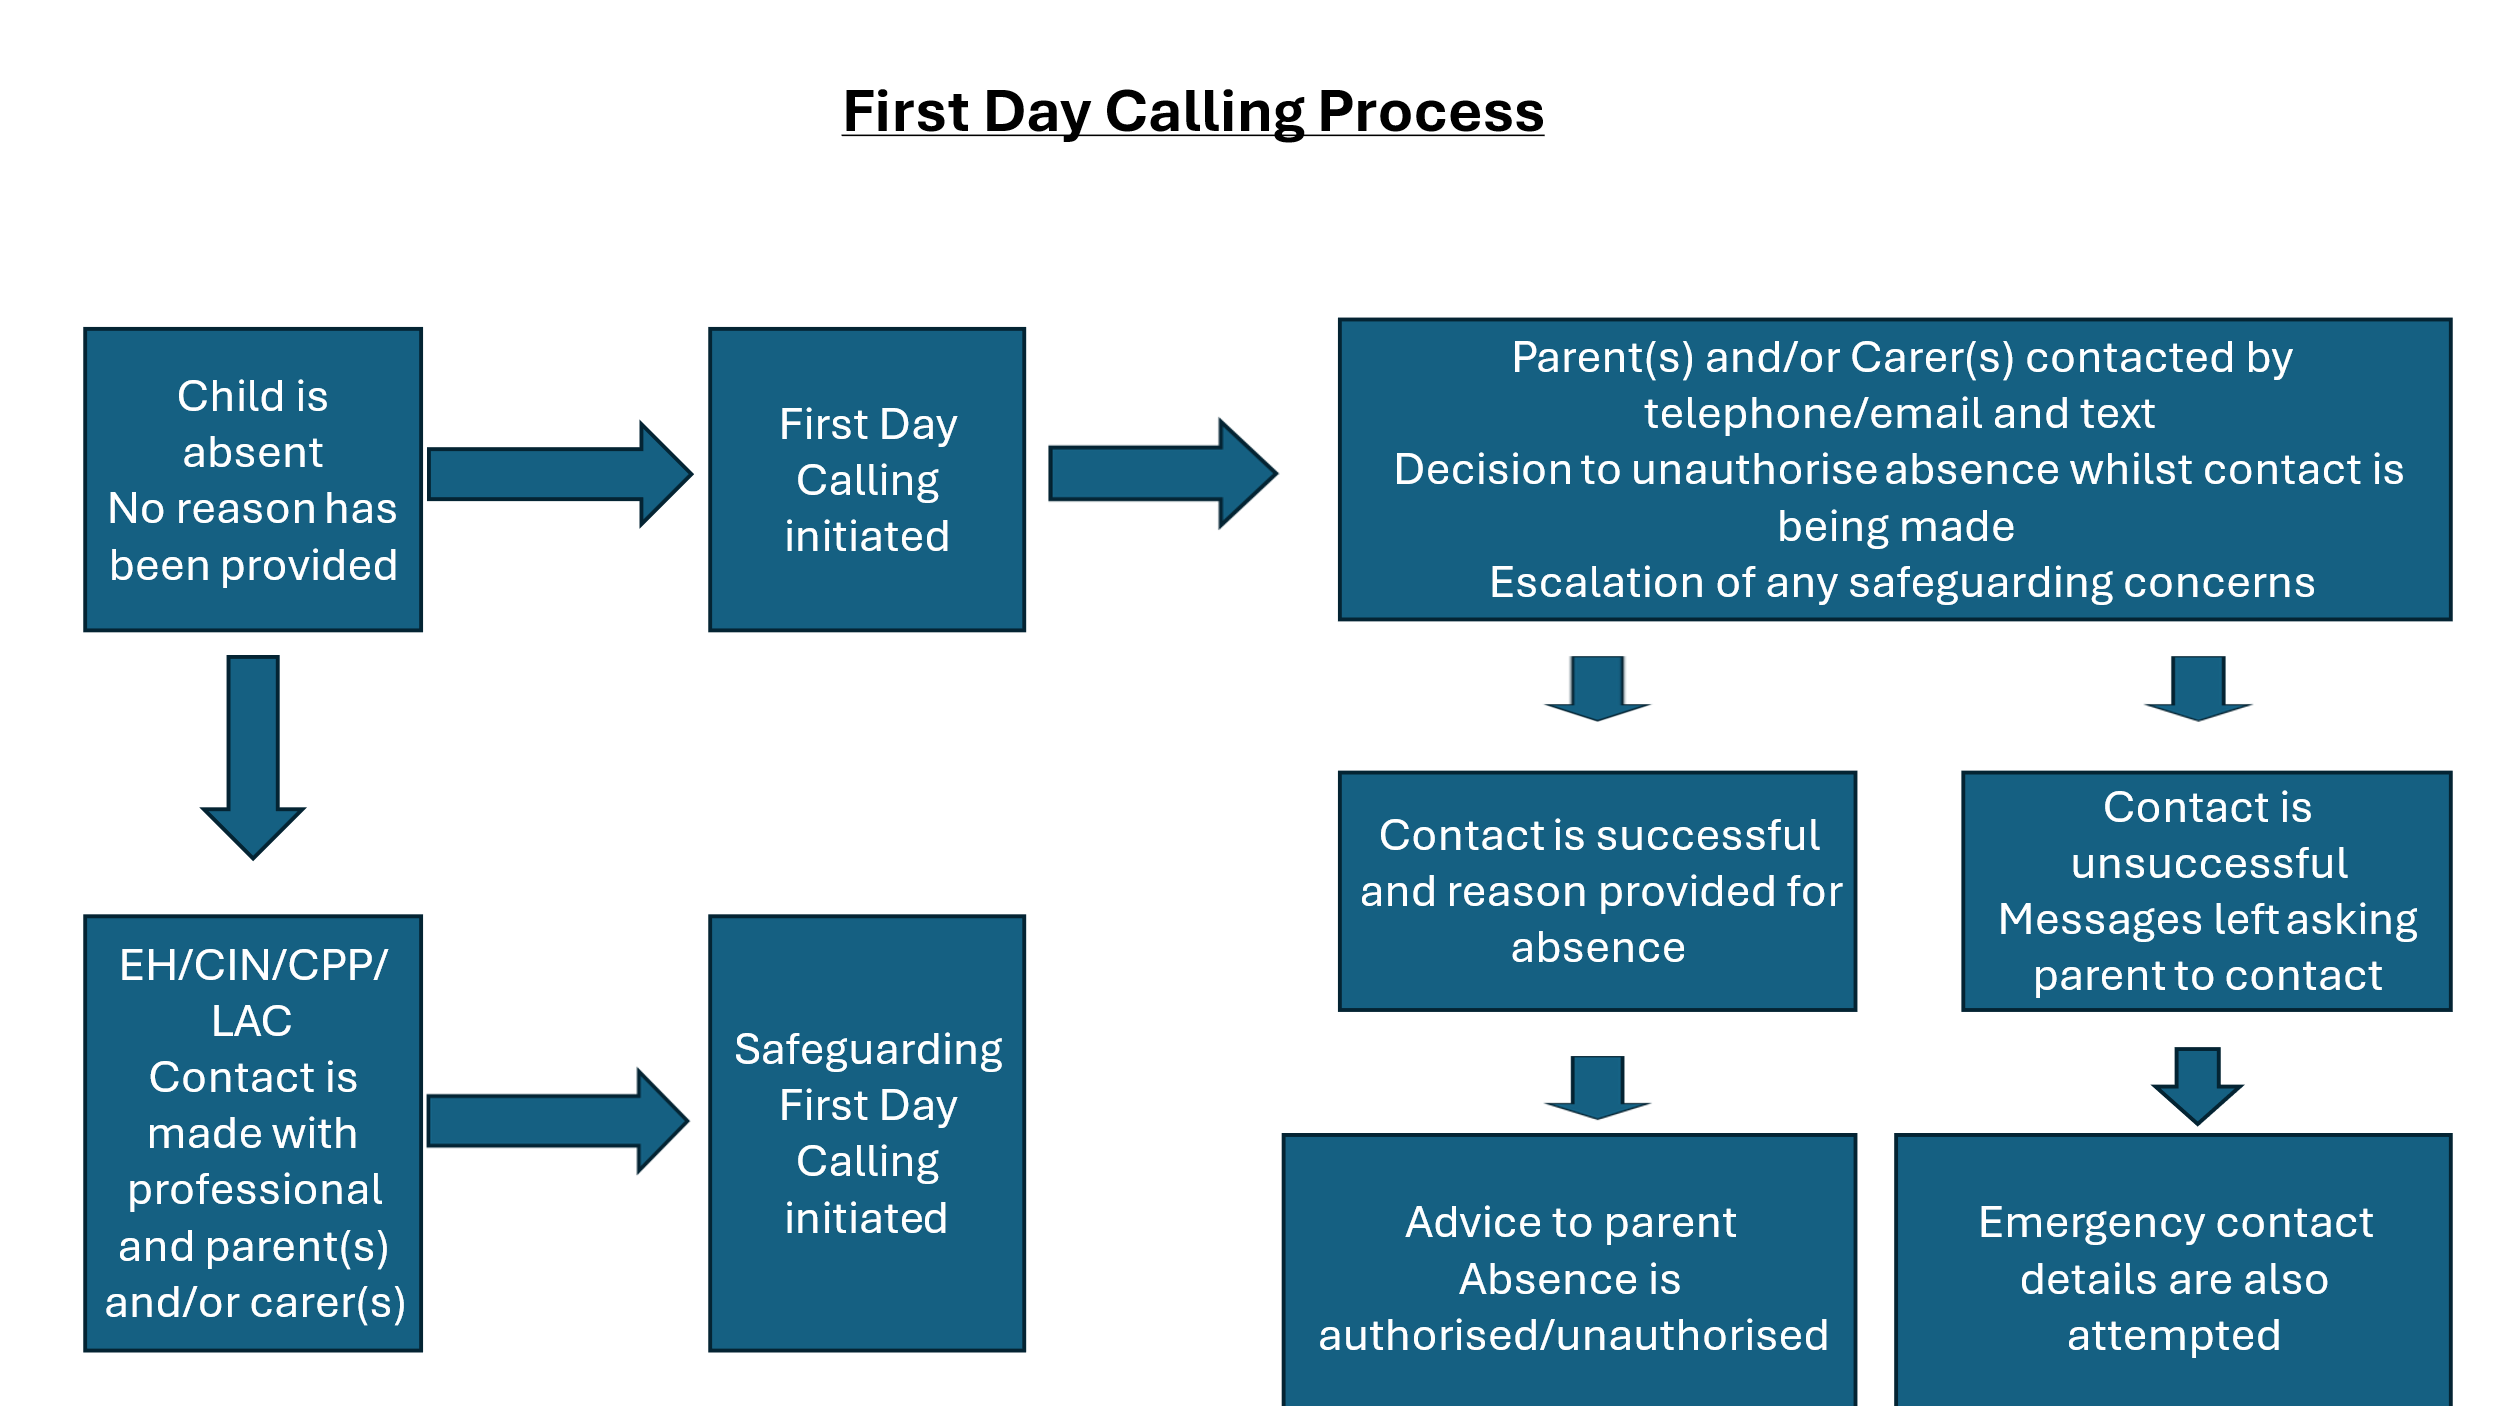 First Day Calling Process
Child is
absent
No reason has
been provided
First Day
Calling
initiated
Parent(s) and/or Carer(s) contacted by
telephone/email and text
Decision to unauthorise absence whilst contact is
being made
Escalation of any safeguarding concerns
EH/CIN/CPP/
LAC
Contact is
made with
professional
and parent(s)
and/or carer(s)
Safeguarding
First Day
Calling
initiated
Contact is successful
and reason provided for
absence
Contact is
unsuccessful
Messages left asking
parent to contact
Advice to parent
Absence is
authorised/unauthorised
Emergency contact
details are also
attempted